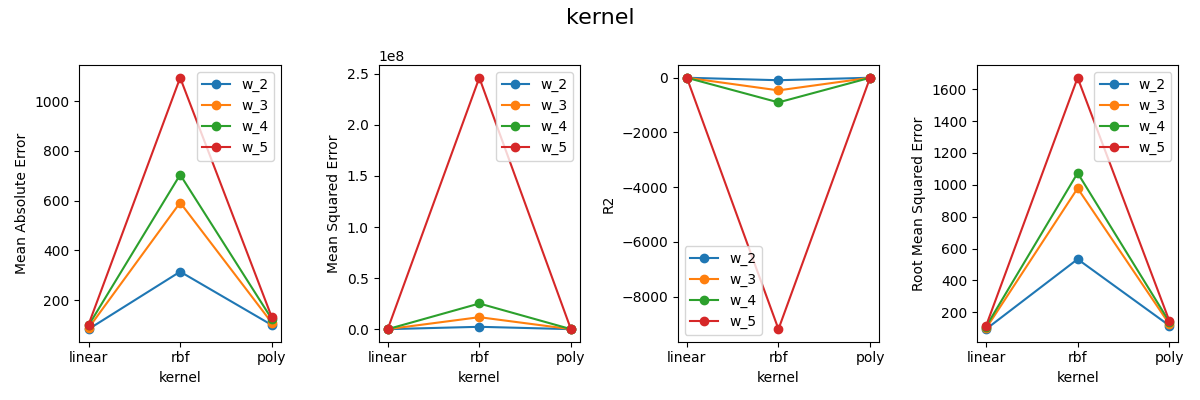 kernel
Mean Absolute Error
1000
800
600
400
200
linear rbf poly
kernel
w_2
w_3
w_4
w_5
1e8
Mean Squared Error
2.5
2.0
1.5
1.0
0.5
0.0
linear rbf poly
kernel
w_2
w_3
w_4
w_5
R2
0
−2000
−4000
−6000
−8000
linear rbf poly
kernel
w_2
w_3
w_4
w_5
Root Mean Squared Error
1600
1400
1200
1000
800
600
400
200
linear rbf poly
kernel
w_2
w_3
w_4
w_5